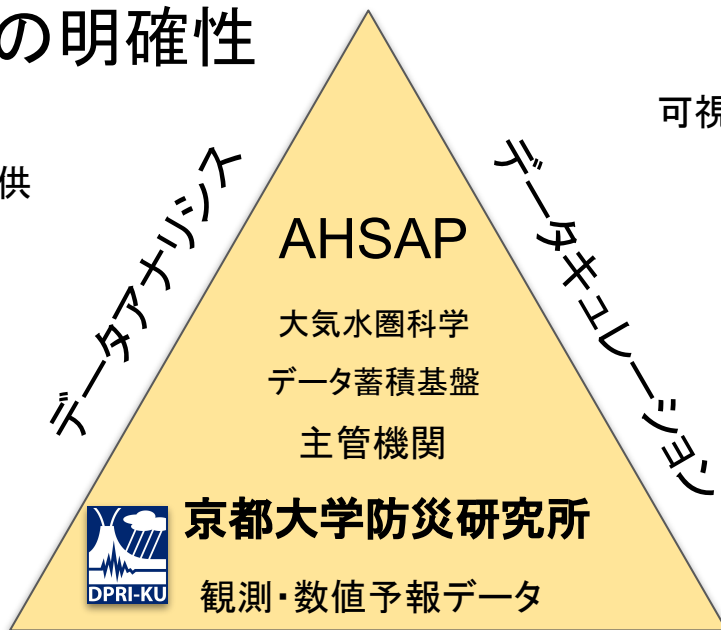 の明確性
可視
供
データアナリシス
データキュレーション
AHSAP
大気水圏科学
データ蓄積基盤
主管機関
京都大学防災研究所
DPRI-KU
観測・数値予報データ